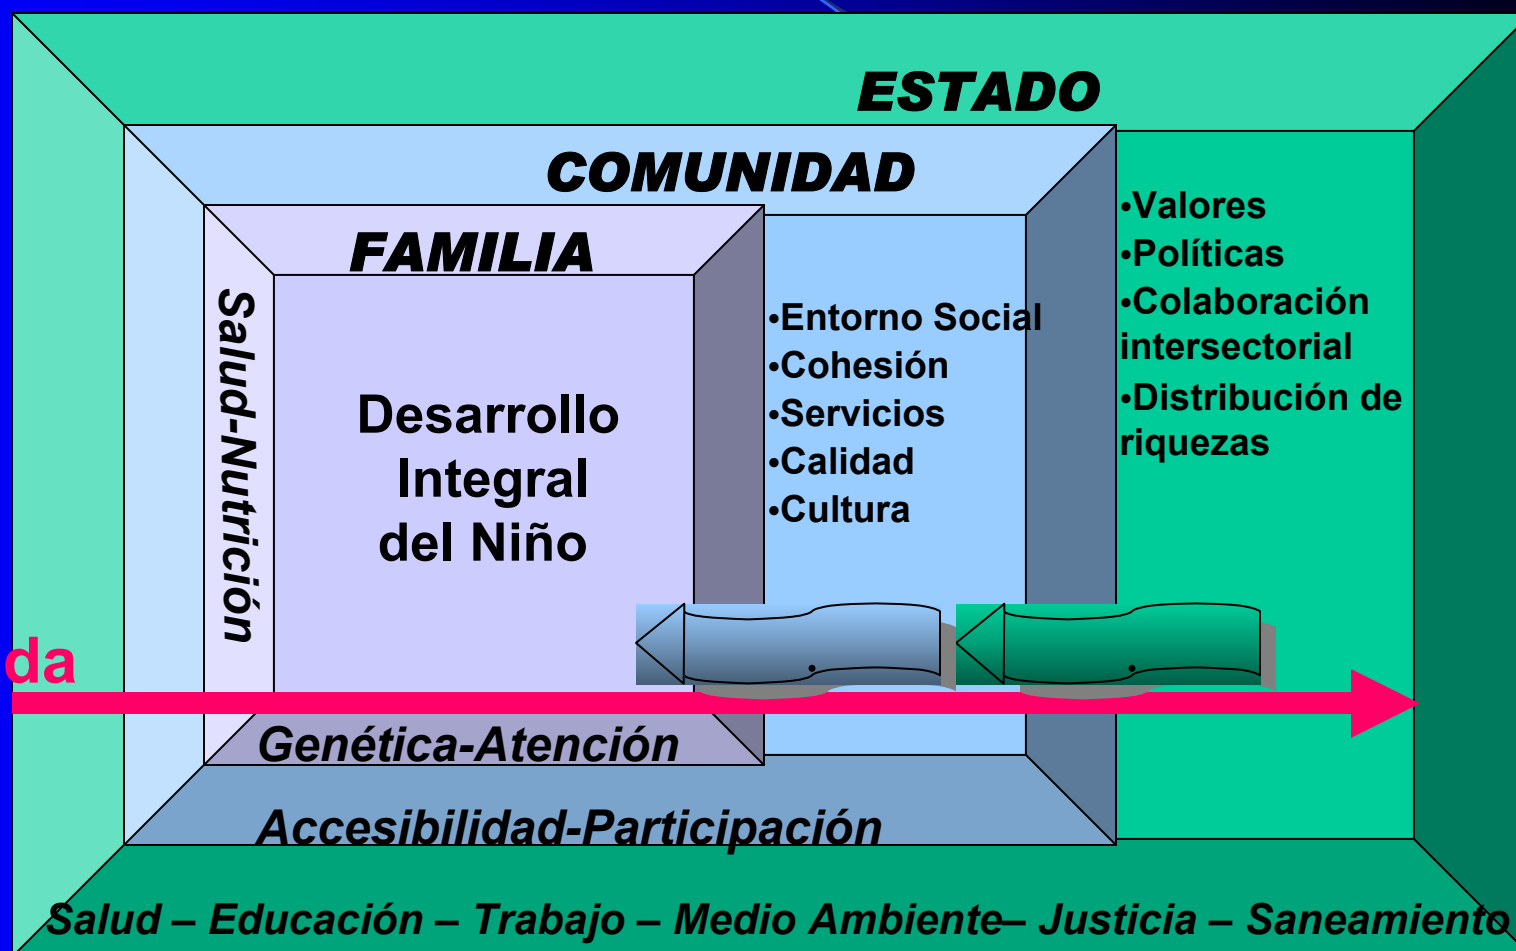 ESTADO
COMUNIDAD
FAMILIA
Salud-Nutrición
Desarrollo
Integral
del Niño
•Entorno Social
•Cohesión
•Servicios
•Calidad
•Cultura
•Valores
•Políticas
•Colaboración
intersectorial
•Distribución de
riquezas
da
Genética-Atención
Accesibilidad-Participación
Salud – Educación – Trabajo – Medio Ambiente– Justicia – Saneamiento